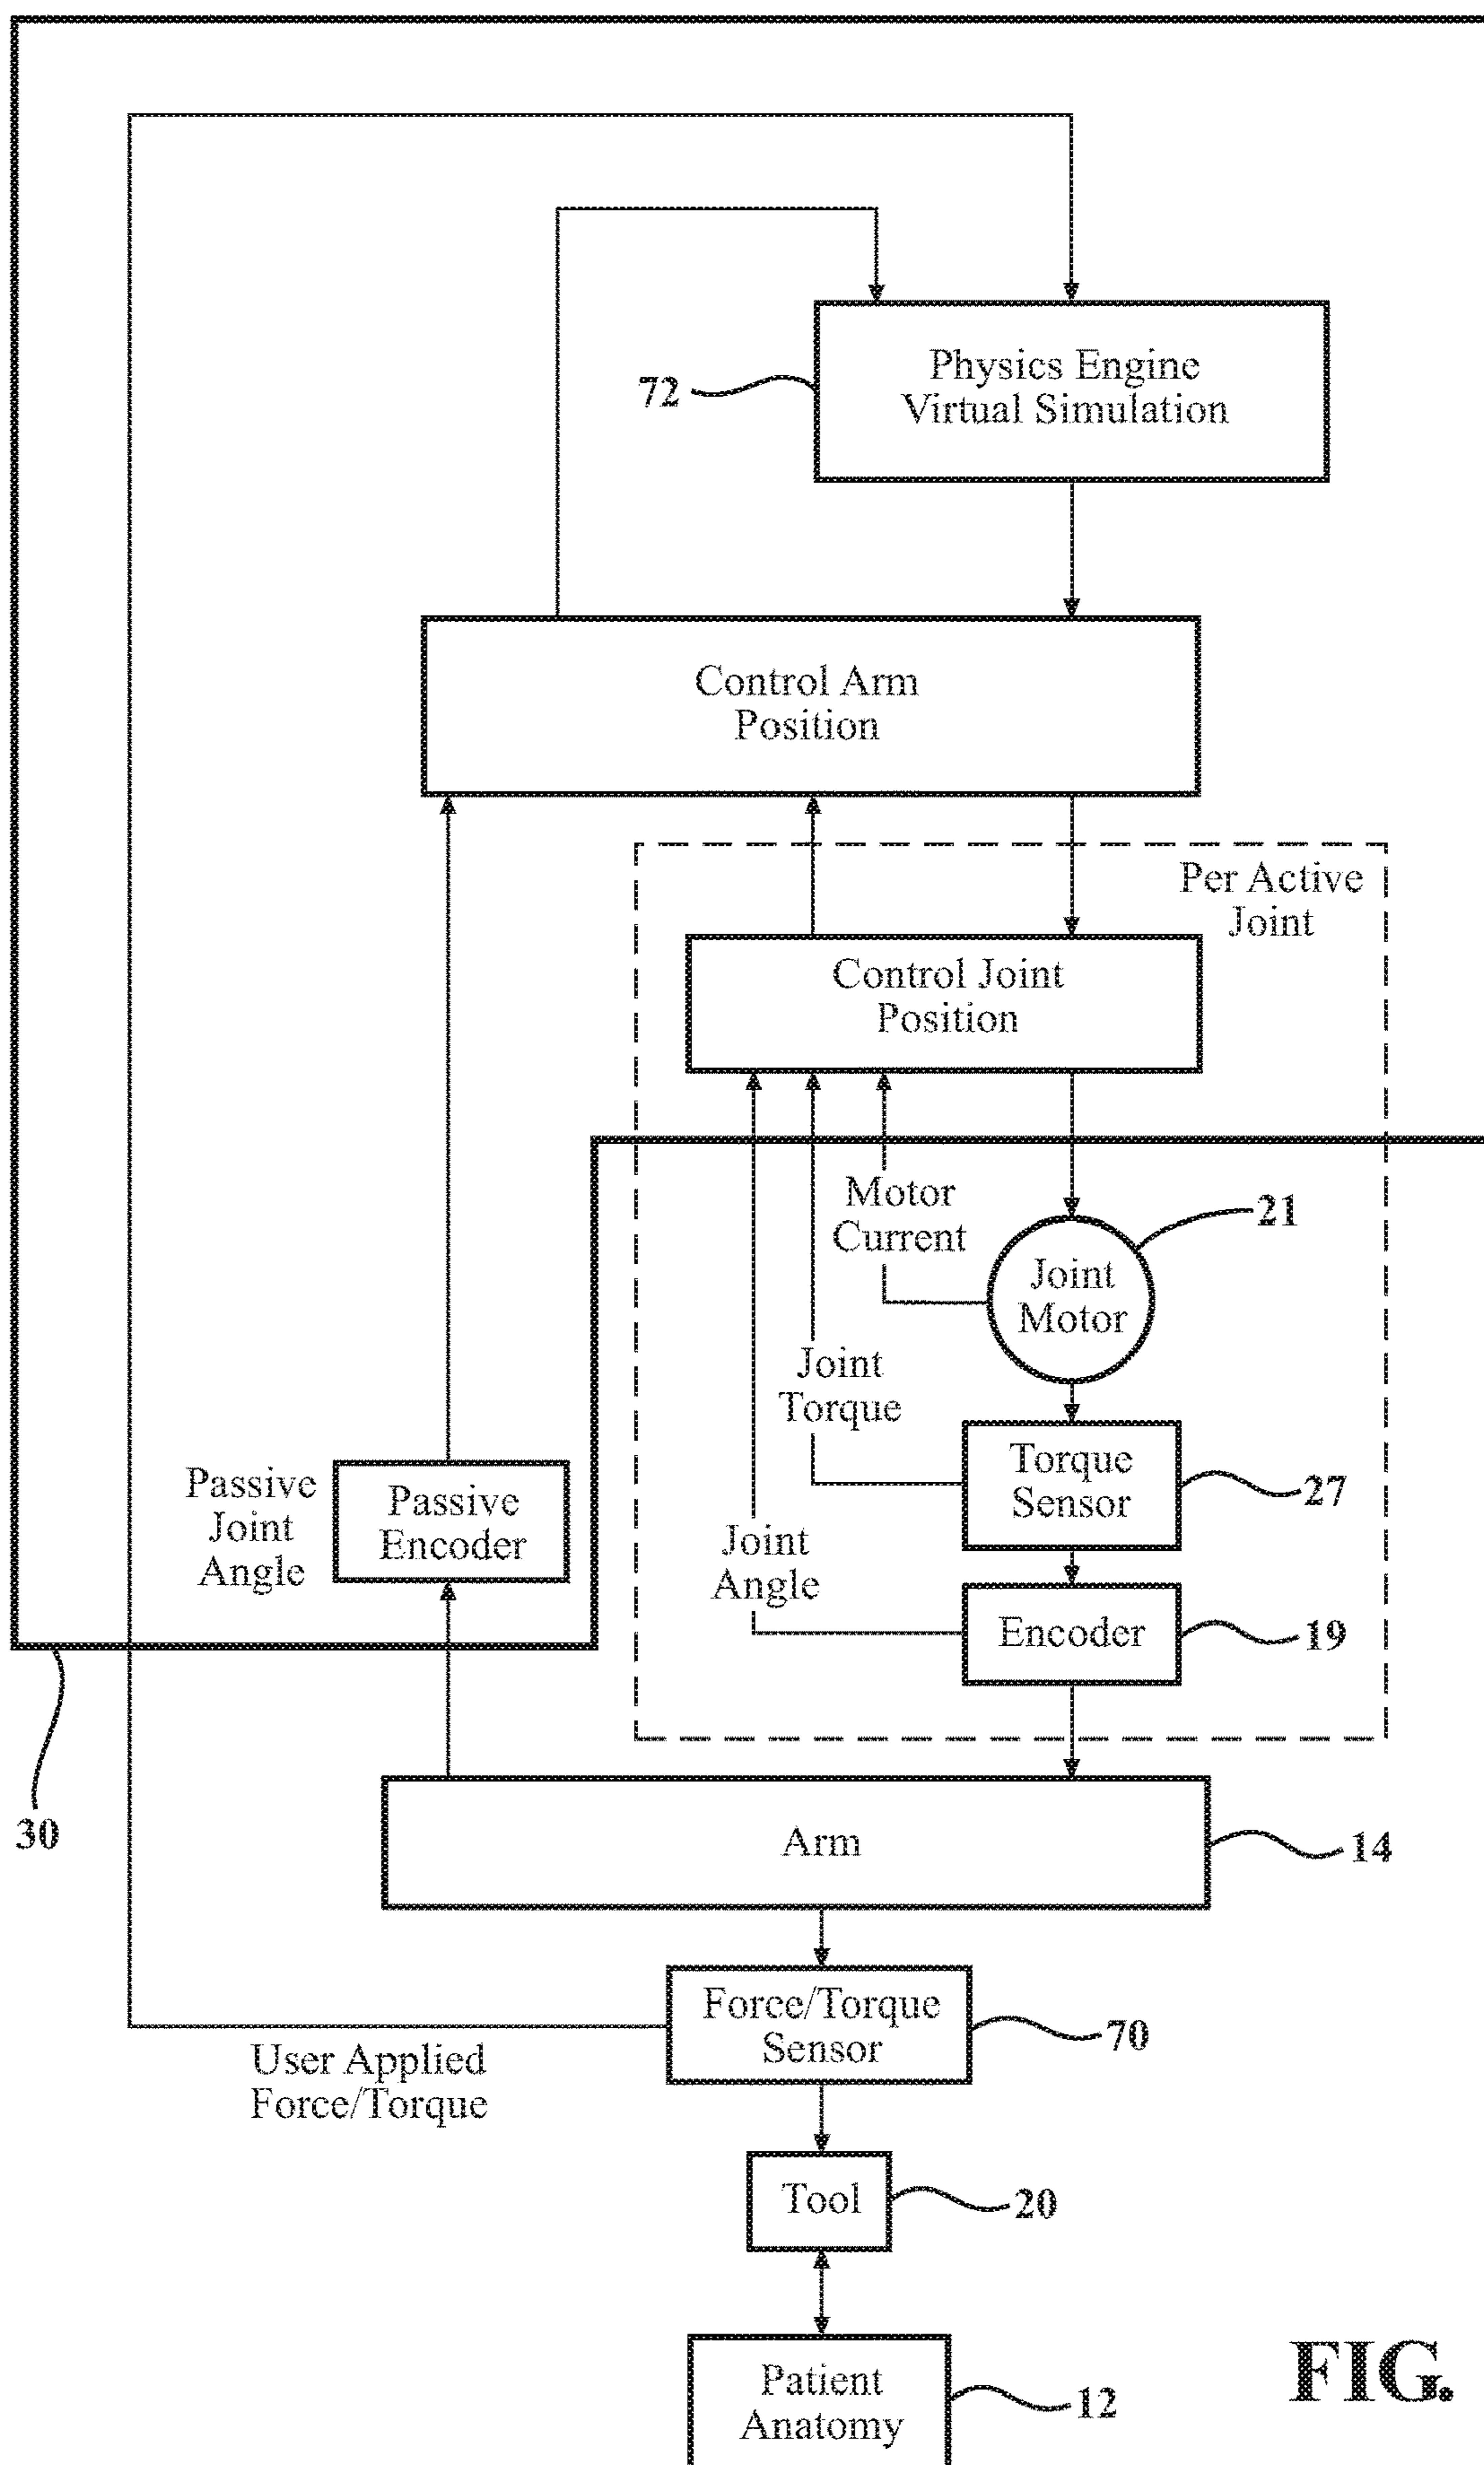 Physics Engine
Virtual Simulation
72
Control Arm
Position
Per Active
Joint
Control Joint
Position
Motor
Current
21
Joint
Motor
Joint
Torque
Torque
Sensor
27
Passive
Joint
Angle
Passive
Encoder
Joint
Angle
Encoder
19
30
Arm
14
Force/Torque
Sensor
70
User Applied
Force/Torque
Tool
20
Patient
Anatomy
12
FIG.